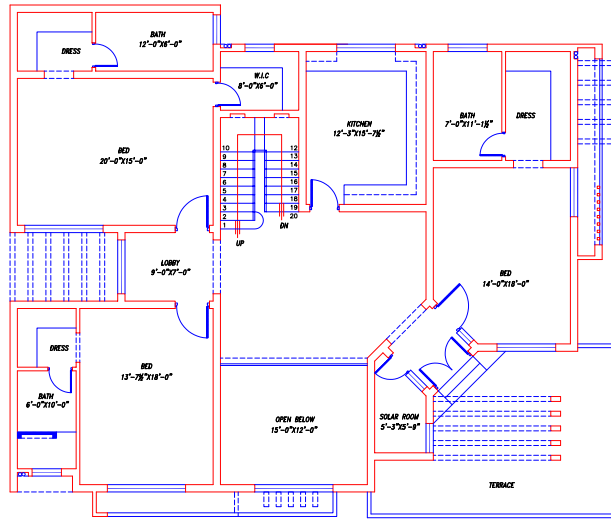 BATH
12'-0"X6'-0"
DRESS
W.I.C
8'-0"X6'-0"
KITCHEN
12'-3"X15'-7½"
BATH
7'-0"X11'-1½"
DRESS
BED
20'-0"X15'-0"
10
9
8
7
6
5
4
3
2
1
12
13
14
15
16
17
18
19
20
UP
DN
LOBBY
9'-0"X7'-0"
BED
14'-0"X18'-0"
DRESS
BED
13'-7½"X18'-0"
BATH
6'-0"X10'-0"
OPEN BELOW
15'-0"X12'-0"
SOLAR ROOM
5'-3"X5'-9"
TERRACE